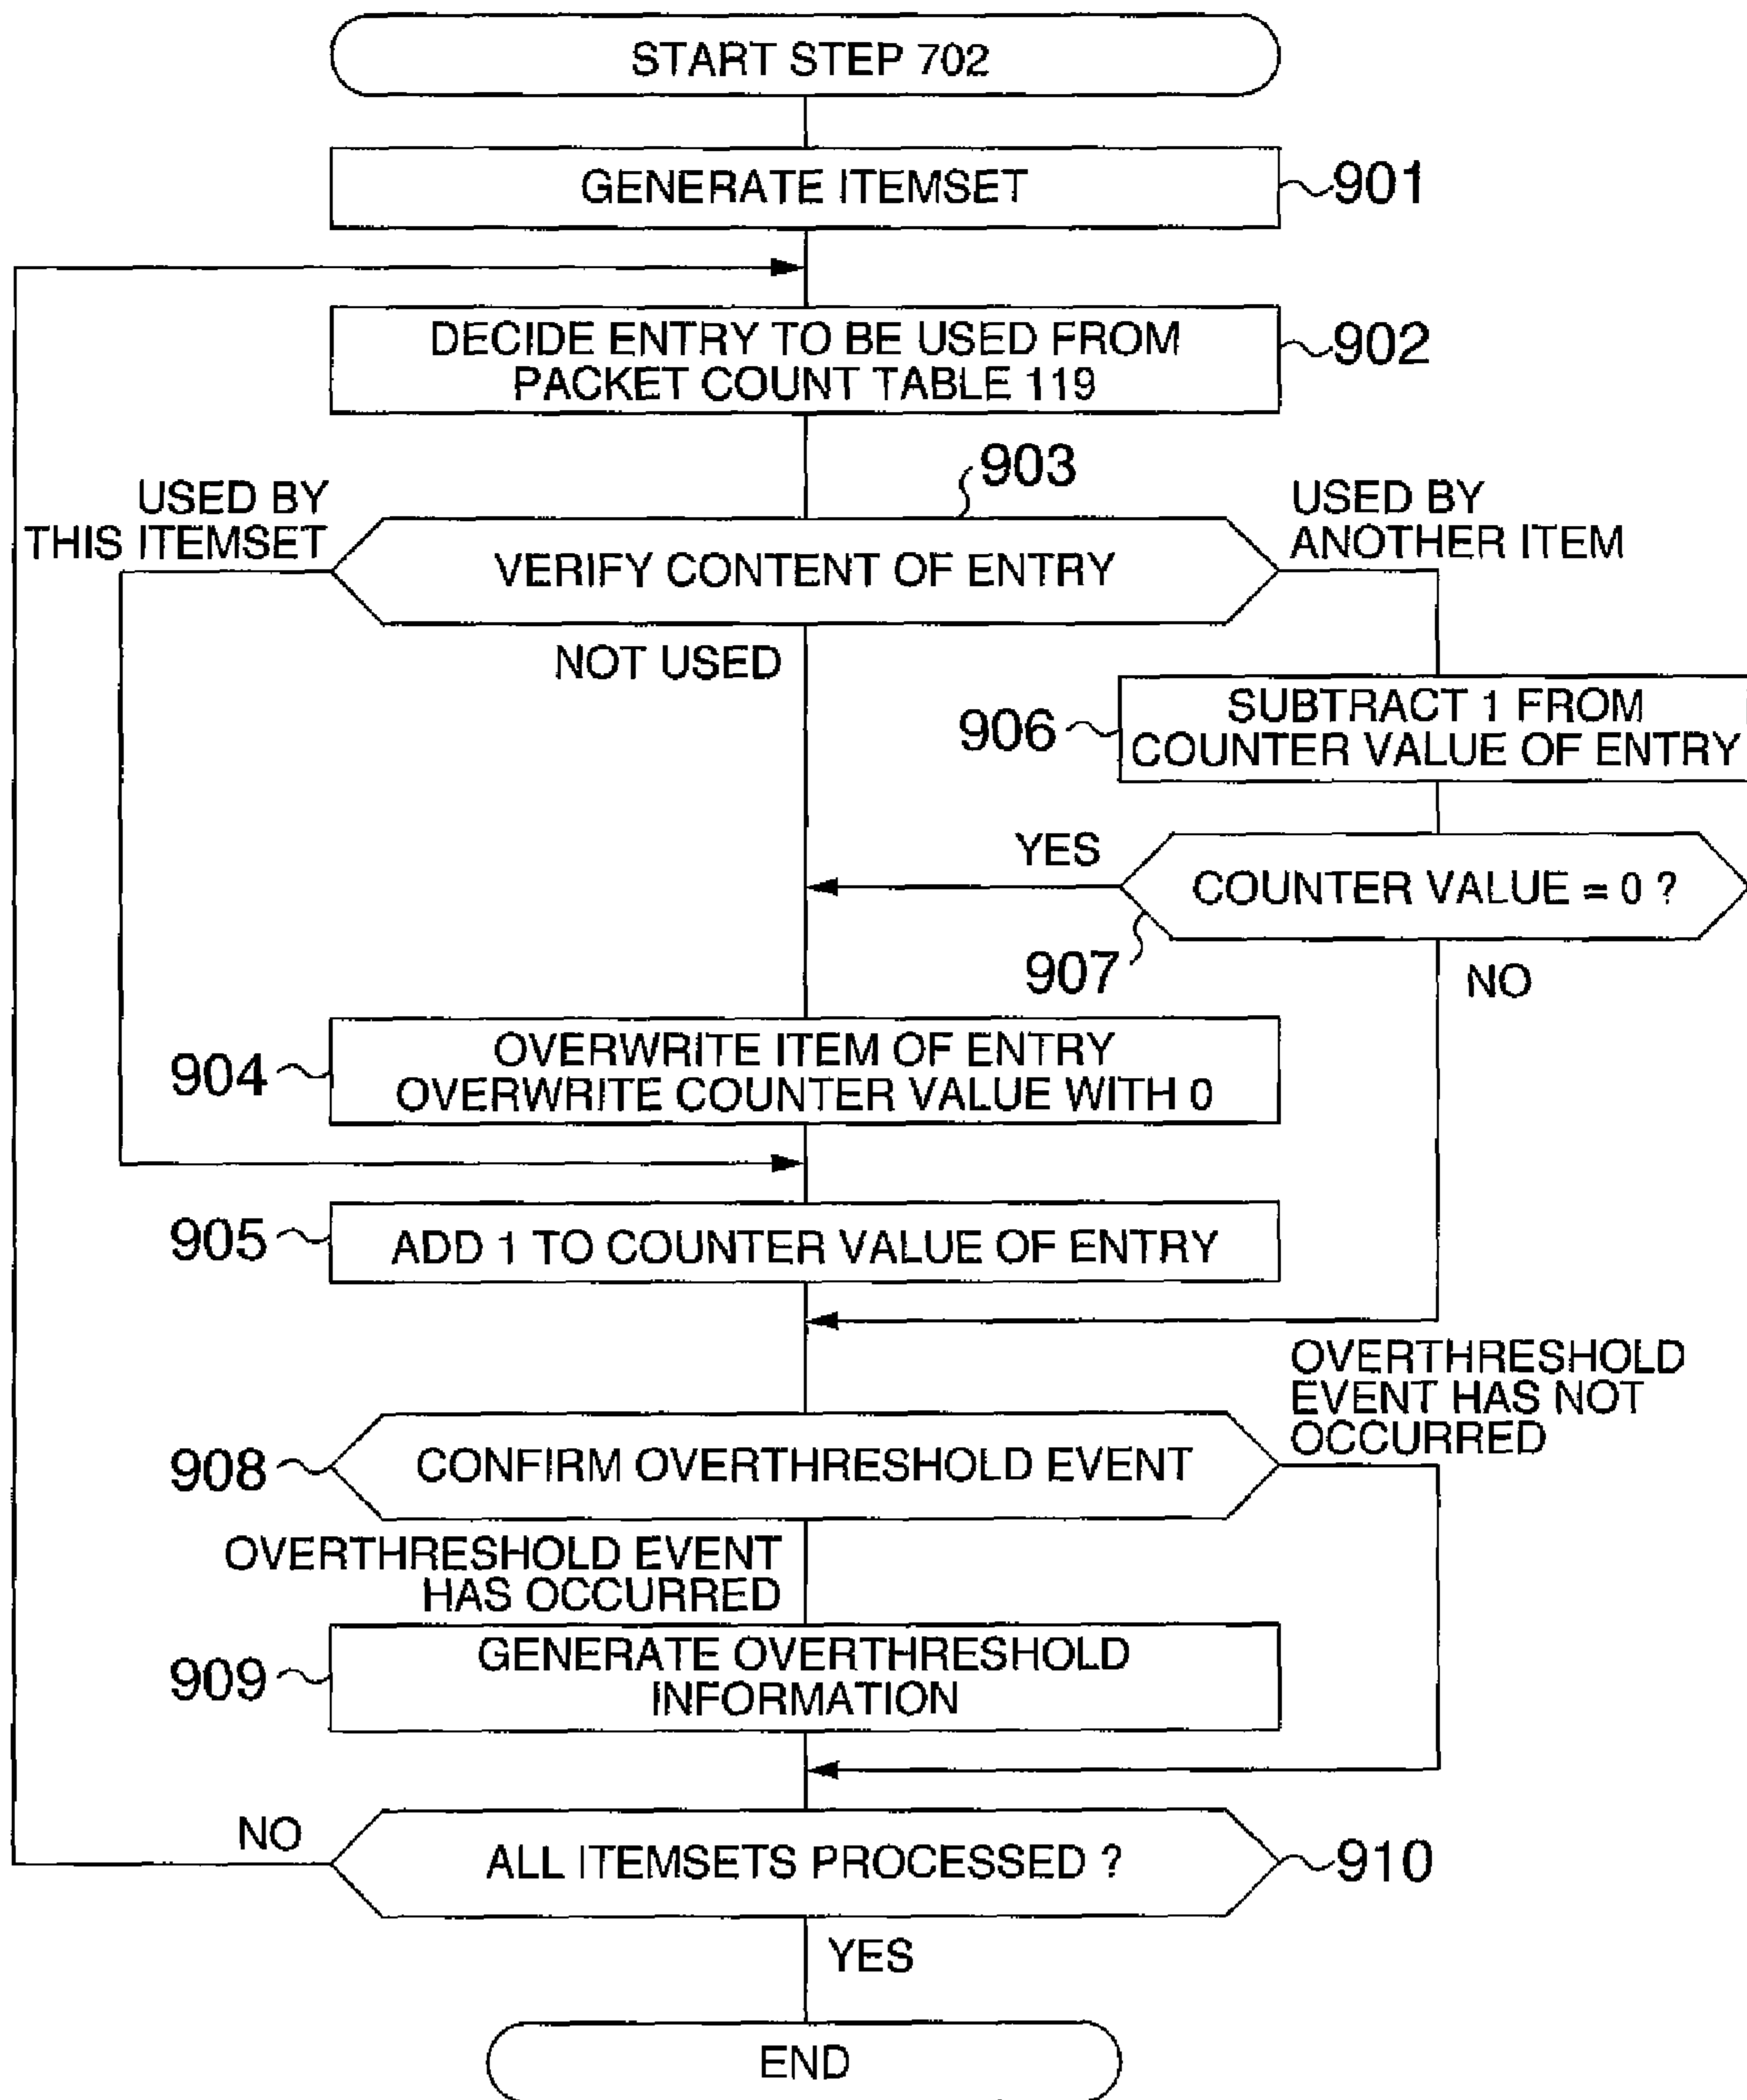 START STEP 702
GENERATE ITEMSET
901
DECIDE ENTRY TO BE USED FROM
PACKET COUNT TABLE 119
902
903
USED BY
THIS ITEMSET
VERIFY CONTENT OF ENTRY
USED BY
ANOTHER ITEM
NOT USED
906
SUBTRACT 1 FROM
COUNTER VALUE OF ENTRY
YES
COUNTER VALUE = 0 ?
907
NO
904
OVERWRITE ITEM OF ENTRY
OVERWRITE COUNTER VALUE WITH 0
905
ADD 1 TO COUNTER VALUE OF ENTRY
OVERTHRESHOLD
EVENT HAS NOT
OCCURRED
908
CONFIRM OVERTHRESHOLD EVENT
OVERTHRESHOLD EVENT
HAS OCCURRED
909
GENERATE OVERTHRESHOLD
INFORMATION
NO
ALL ITEMSETS PROCESSED ?
910
YES
END